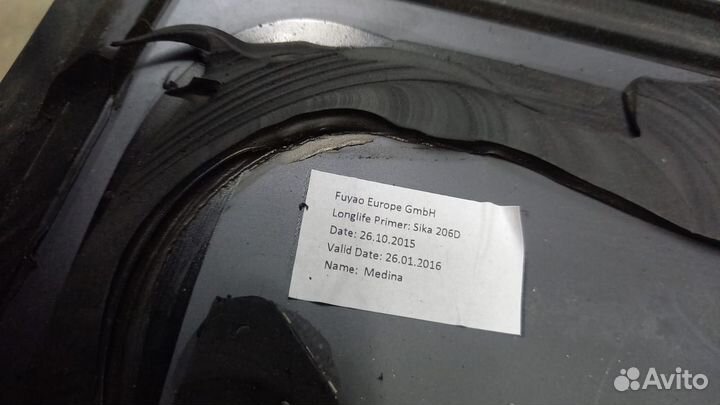 Fuyao Europe GmbH
Longlife Primer: Sika 206D
Date: 26.10.2015
Valid Date: 26.01.2016
Name: Medina
Avito